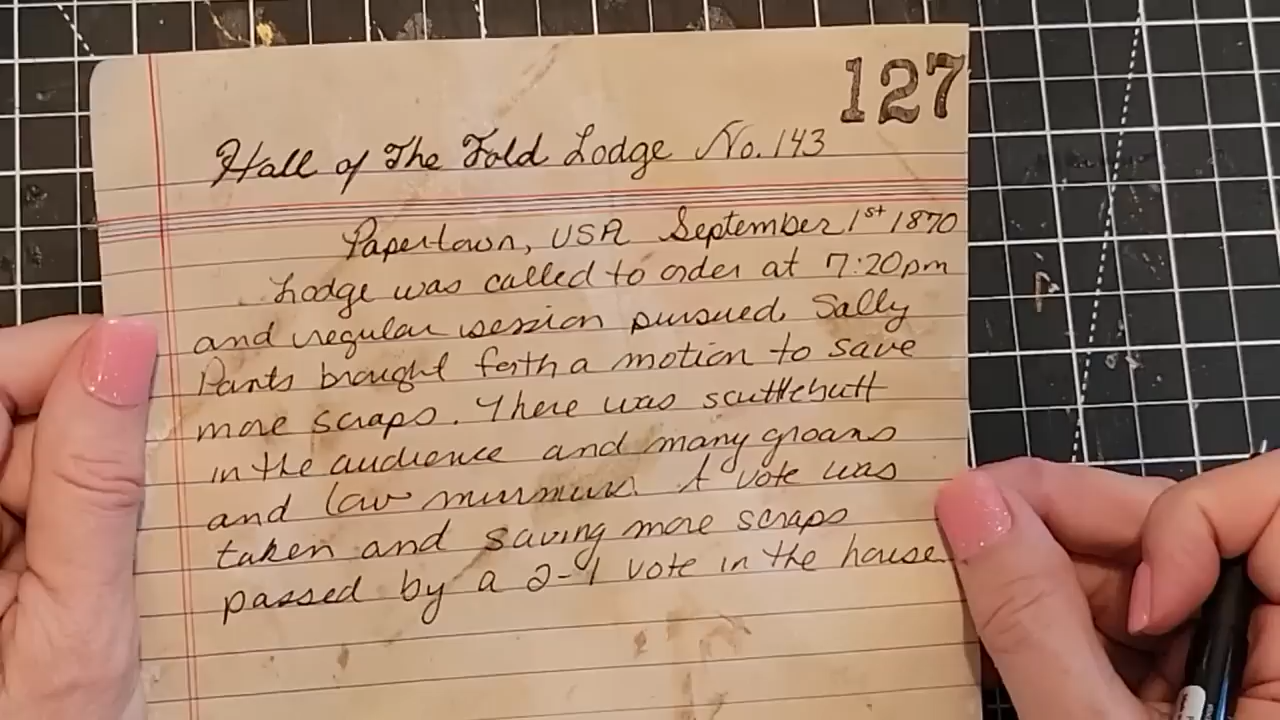 127
Hall of The Fold Lodge No. 143
Papertown, USA September 1st 1870
Lodge was called to order at 7:20pm
and regular session pursued. Sally
Pants brought forth a motion to save
more scraps. There was scuttlebutt
in the audience and many groans
and low murmurs. A vote was
taken and saving more scraps
passed by a 2-1 vote in the house